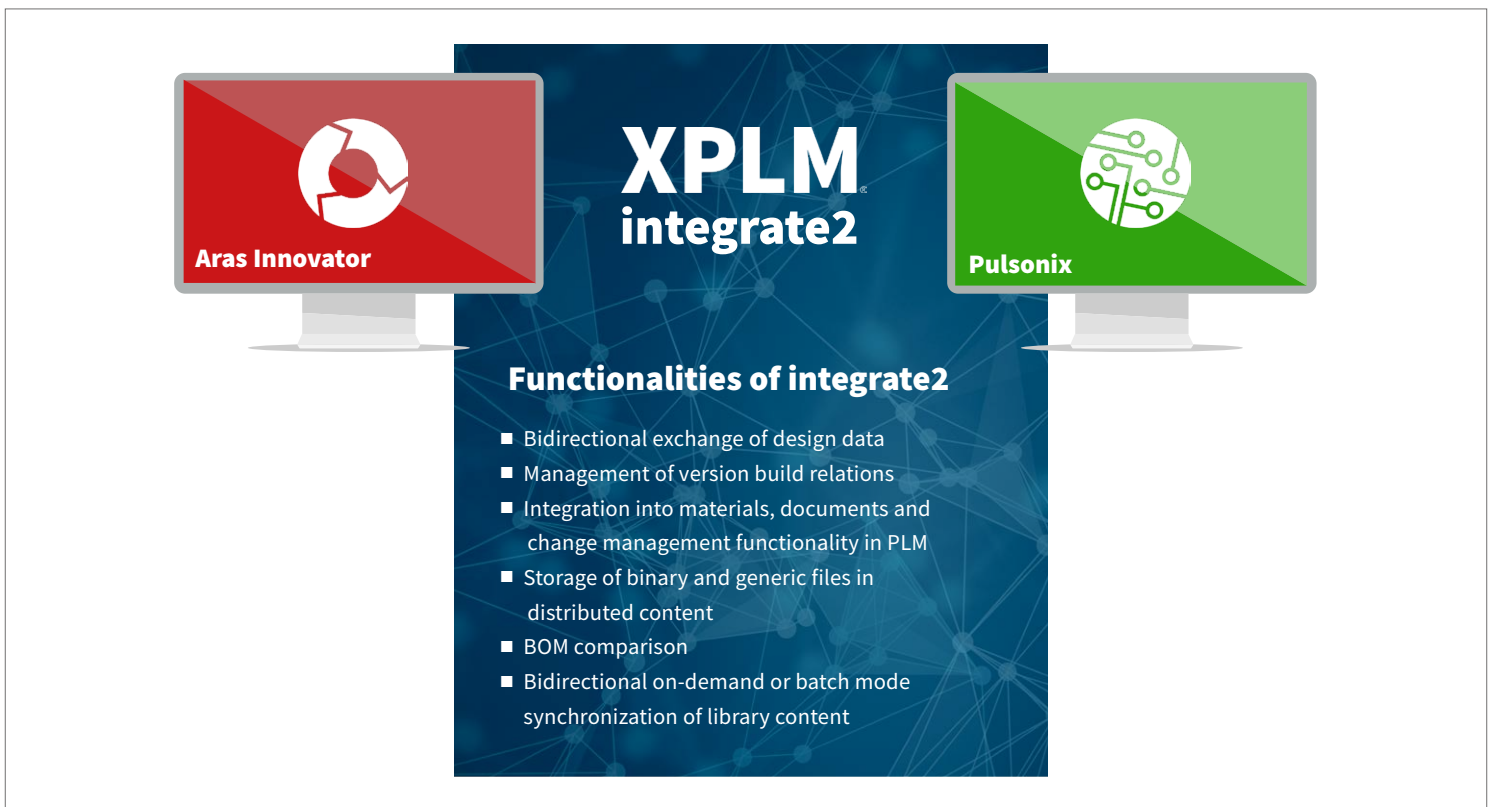 XPLM®
integrate2
Aras Innovator
Pulsonix
Functionalities of integrate2
■ Bidirectional exchange of design data
■ Management of version build relations
■ Integration into materials, documents and
change management functionality in PLM
■ Storage of binary and generic files in
distributed content
■ BOM comparison
■ Bidirectional on-demand or batch mode
synchronization of library content